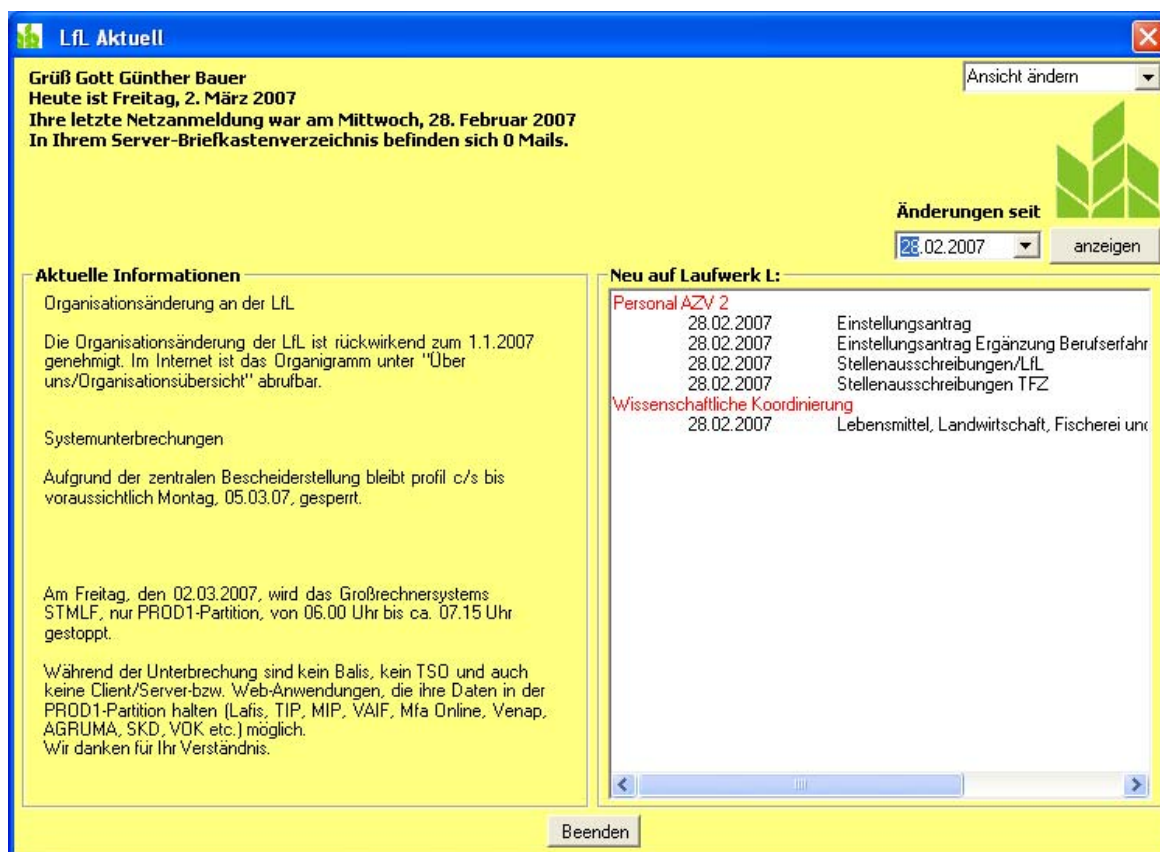 LfL Aktuell
Grüß Gott Günther Bauer
Heute ist Freitag, 2. März 2007
Ihre letzte Netzanmeldung war am Mittwoch, 28. Februar 2007
In Ihrem Server-Briefkastenverzeichnis befinden sich 0 Mails.
Ansicht ändern
Änderungen seit
28.02.2007
anzeigen
Aktuelle Informationen
Organisationsänderung an der LfL
Die Organisationsänderung der LfL ist rückwirkend zum 1.1.2007
genehmigt. Im Internet ist das Organigramm unter "Über
uns/Organisationsübersicht" abrufbar.
Systemunterbrechungen
Aufgrund der zentralen Bescheiderstellung bleibt profil c/s bis
voraussichtlich Montag, 05.03.07, gesperrt.
Am Freitag, den 02.03.2007, wird das Großrechnersystems
STMLF, nur PROD1-Partition, von 06.00 Uhr bis ca. 07.15 Uhr
gestoppt.
Während der Unterbrechung sind kein Balis, kein TSO und auch
keine Client/Server-bzw. Web-Anwendungen, die ihre Daten in der
PROD1-Partition halten (Lafis, TIP, MIP, VAIF, Mfa Online, Venap,
AGRUMA, SKD, VOK etc.) möglich.
Wir danken für Ihr Verständnis.
Neu auf Laufwerk L:
Personal AZV 2
28.02.2007 Einstellungsantrag
28.02.2007 Einstellungsantrag Ergänzung Berufserfahr
28.02.2007 Stellenausschreibungen/LfL
28.02.2007 Stellenausschreibungen TFZ
Wissenschaftliche Koordinierung
28.02.2007 Lebensmittel, Landwirtschaft, Fischerei und
Beenden